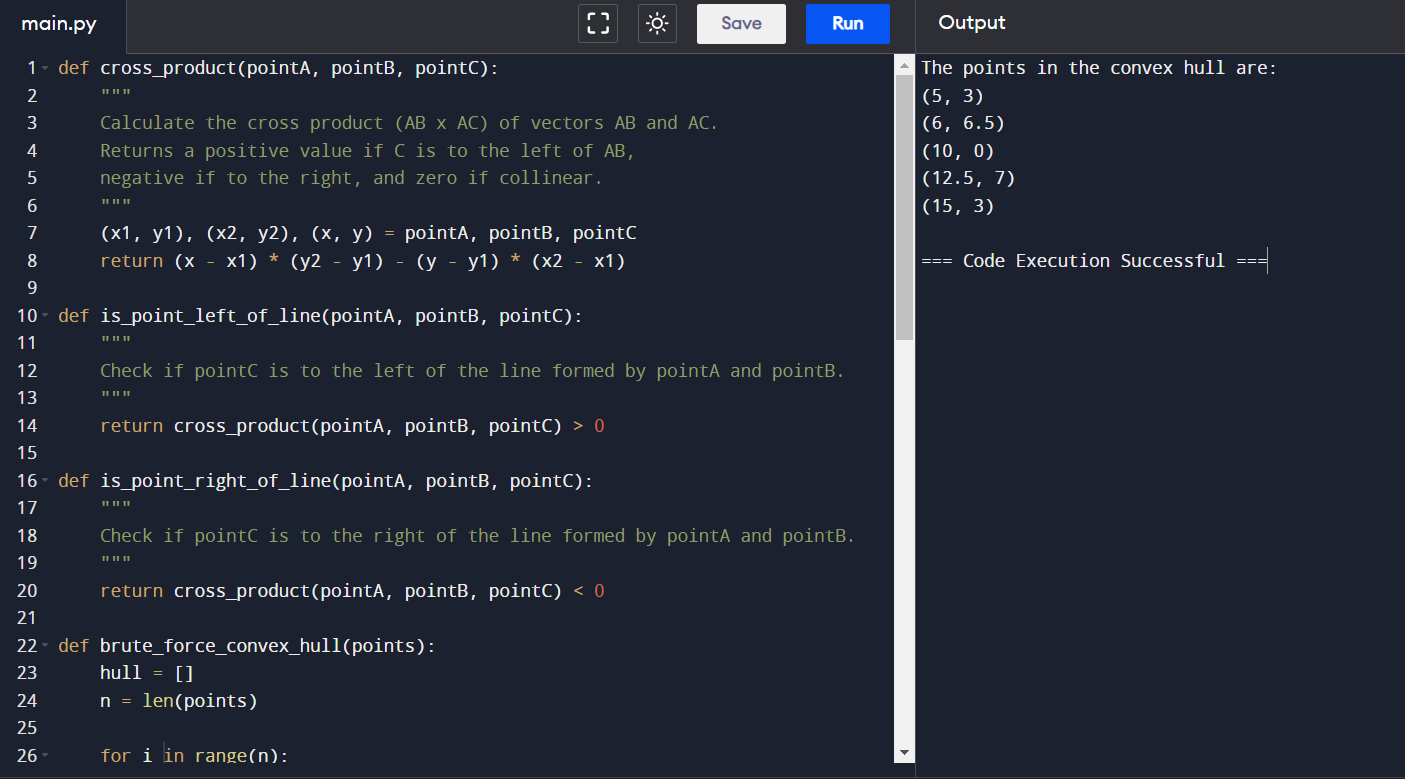 main.py
Save
Run
Output
1 def cross_product(pointA, pointB, pointC):
2     """
3     Calculate the cross product (AB x AC) of vectors AB and AC.
4     Returns a positive value if C is to the left of AB,
5     negative if to the right, and zero if collinear.
6     """
7     (x1, y1), (x2, y2), (x, y) = pointA, pointB, pointC
8     return (x - x1) * (y2 - y1) - (y - y1) * (x2 - x1)
9
10 def is_point_left_of_line(pointA, pointB, pointC):
11     """
12     Check if pointC is to the left of the line formed by pointA and pointB.
13     """
14     return cross_product(pointA, pointB, pointC) > 0
15
16 def is_point_right_of_line(pointA, pointB, pointC):
17     """
18     Check if pointC is to the right of the line formed by pointA and pointB.
19     """
20     return cross_product(pointA, pointB, pointC) < 0
21
22 def brute_force_convex_hull(points):
23     hull = []
24     n = len(points)
25
26     for i in range(n):
The points in the convex hull are:
(5, 3)
(6, 6.5)
(10, 0)
(12.5, 7)
(15, 3)
=== Code Execution Successful ===